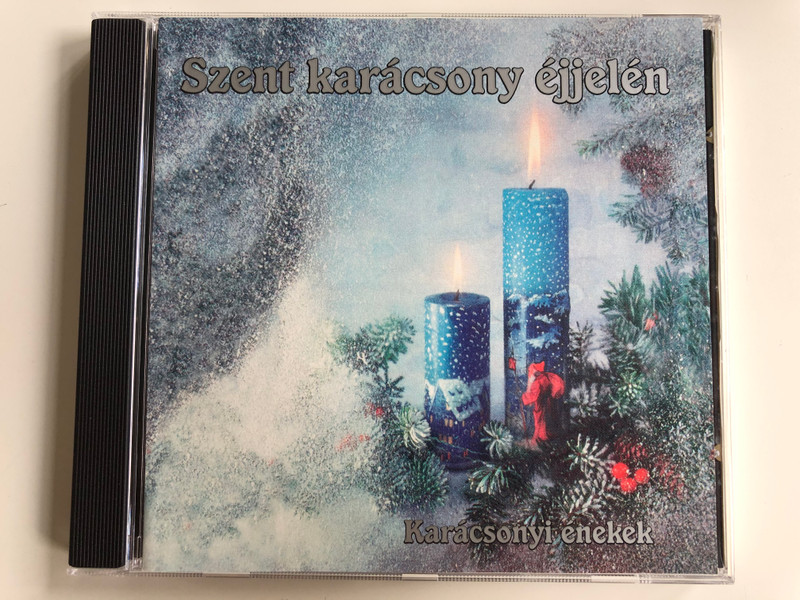 Szent karácsony éjjelén
Karácsonyi énekek